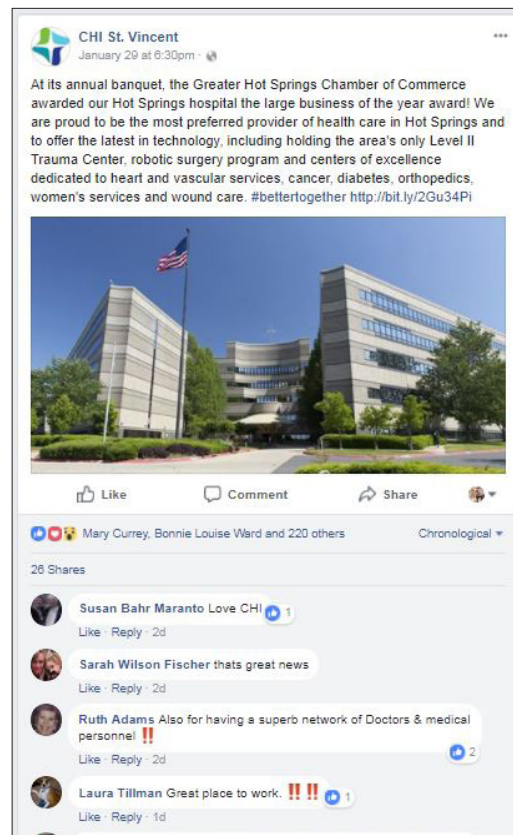 CHI St. Vincent
January 29 at 6:30pm ·
At its annual banquet, the Greater Hot Springs Chamber of Commerce
awarded our Hot Springs hospital the large business of the year award! We
are proud to be the most preferred provider of health care in Hot Springs and
to offer the latest in technology, including holding the area's only Level II
Trauma Center, robotic surgery program and centers of excellence
dedicated to heart and vascular services, cancer, diabetes, orthopedics,
women's services and wound care. #bettertogether http://bit.ly/2Gu34Pi
Like Comment Share
Mary Currey, Bonnie Louise Ward and 220 others Chronological
26 Shares
Susan Bahr Maranto Love CHI 1
Like · Reply · 2d
Sarah Wilson Fischer thats great news
Like · Reply · 2d
Ruth Adams Also for having a superb network of Doctors & medical
personnel ‼️
2
Like · Reply · 2d
Laura Tillman Great place to work. ‼️ ‼️ 1
Like · Reply · 1d